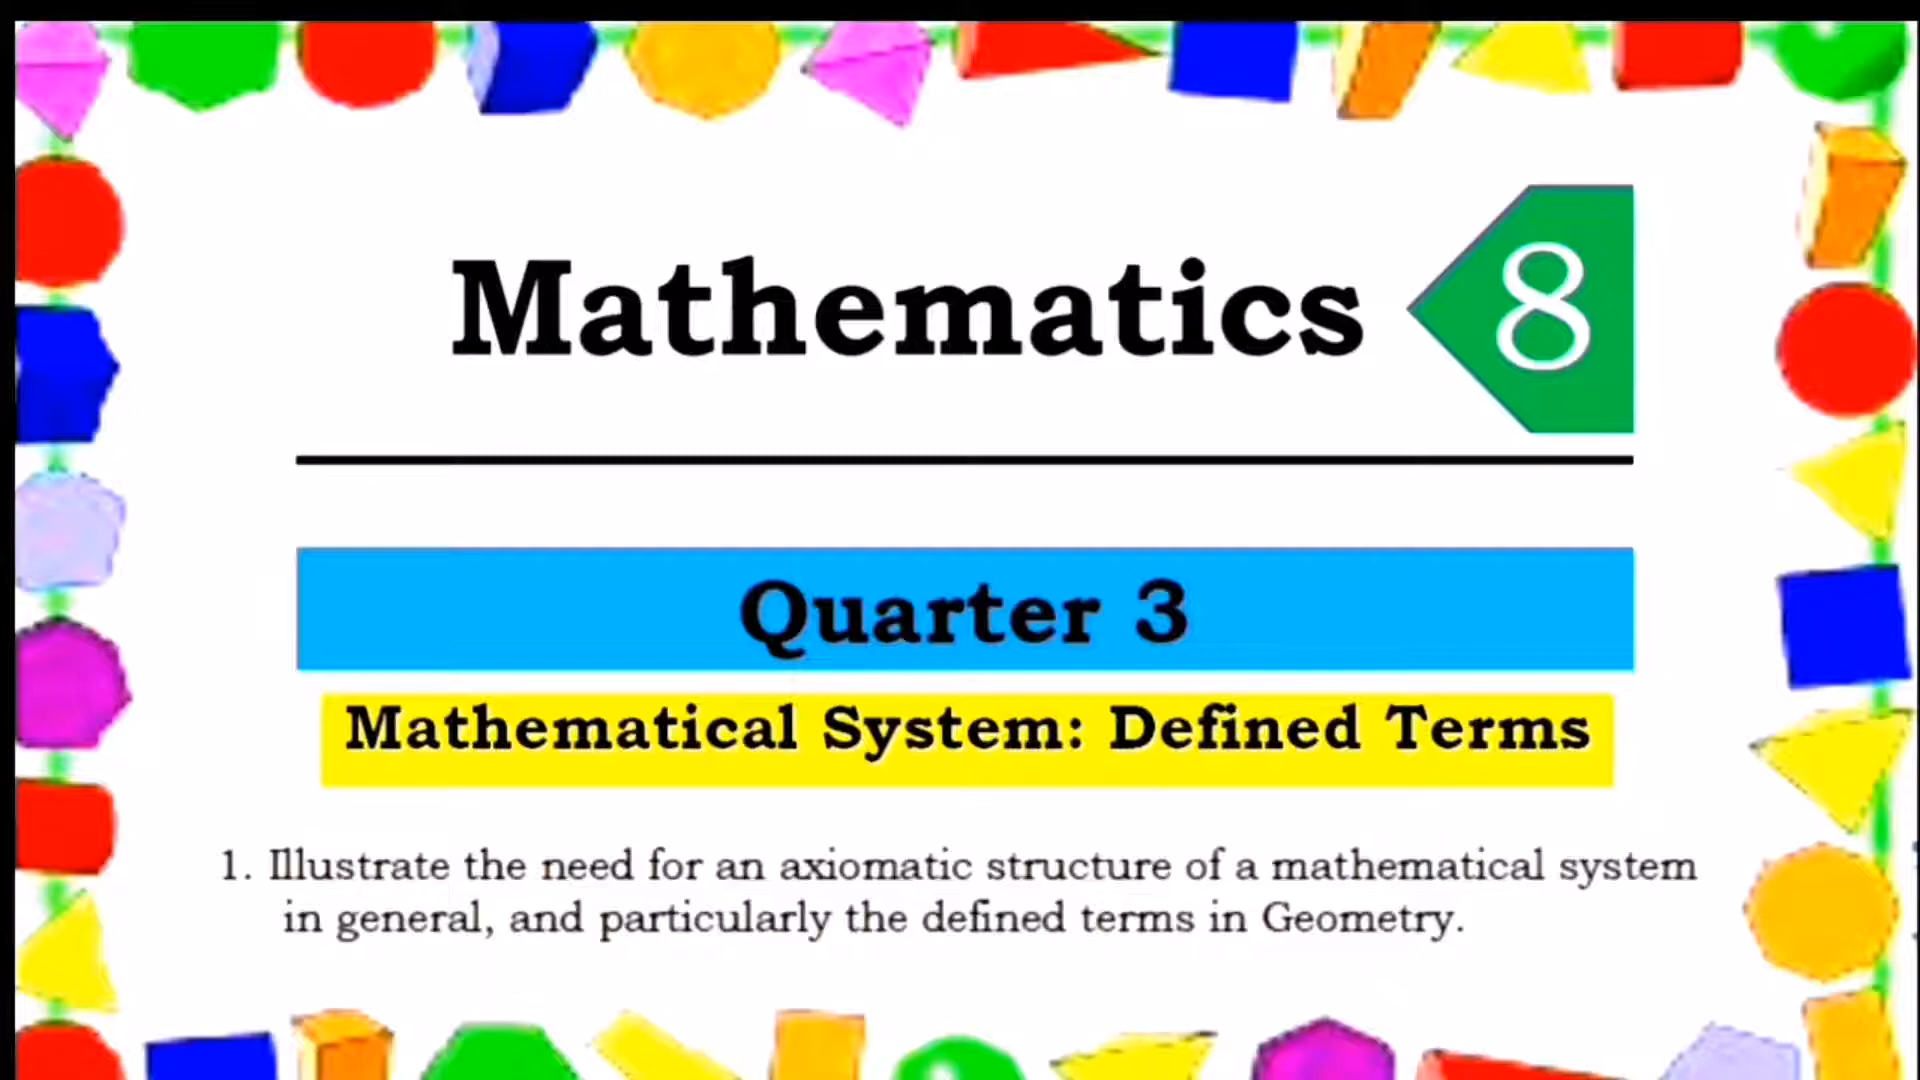 Mathematics 8
Quarter 3
Mathematical System: Defined Terms
1. Illustrate the need for an axiomatic structure of a mathematical system
in general, and particularly the defined terms in Geometry.